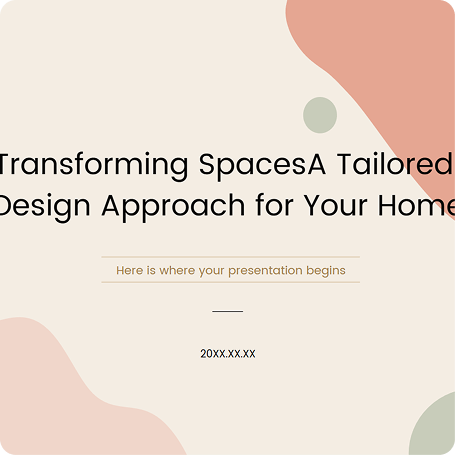 Transforming SpacesA Tailored
Design Approach for Your Home
Here is where your presentation begins
20XX.XX.XX